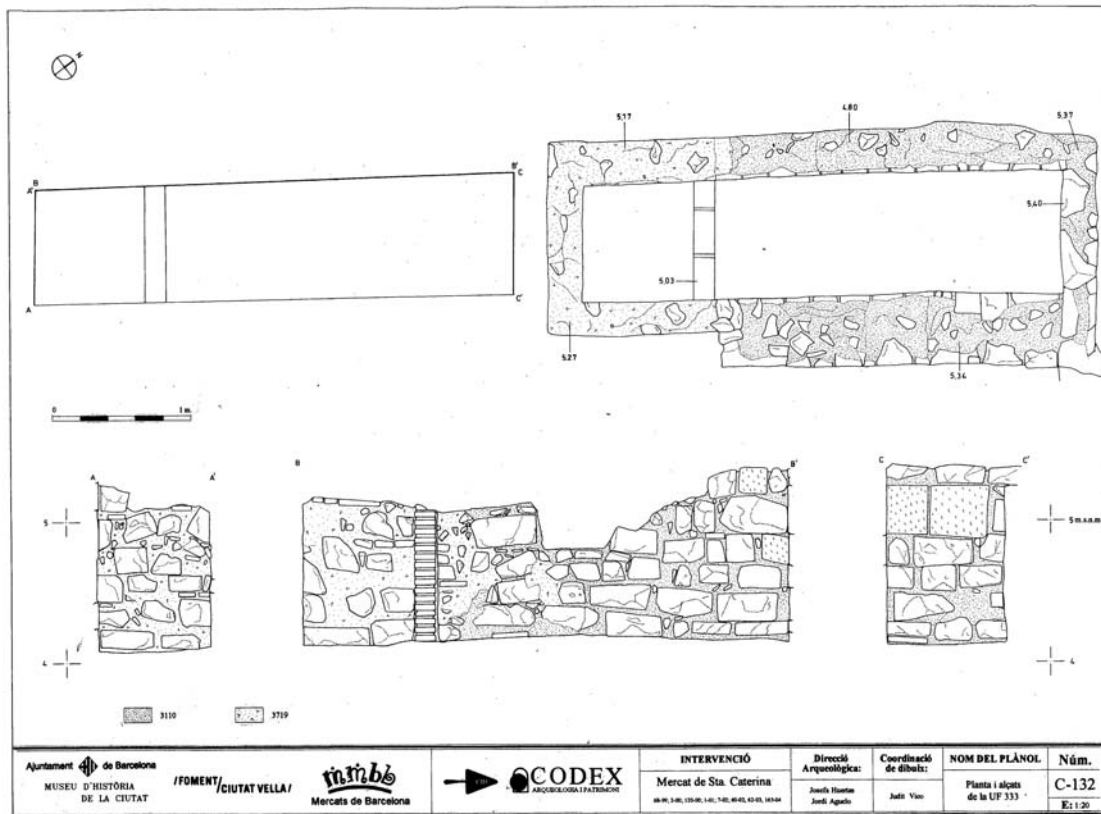 N
B
A'
B'
C
A
C'
5,17
4.80
5,37
5,40
5,03
5,27
5,34
0
1 m.
A
A'
B
B'
C
C'
5
5 m.s.n.m.
4
4
3110
3719
Ajuntament de Barcelona
MUSEU D'HISTÒRIA
DE LA CIUTAT
/FOMENT/CIUTAT VELLA/
Mercats de Barcelona
CODEX
ARQUEOLOGIA I PATRIMONI
INTERVENCIÓ
Mercat de Sta. Caterina
Direcció
Arqueològica:
Josefa Huertas
Jordi Aguelo
Coordinació
de dibuix:
Judit Vico
NOM DEL PLÀNOL
Planta i alçats
de la UF 333
Núm.
C-132
E: 1:20